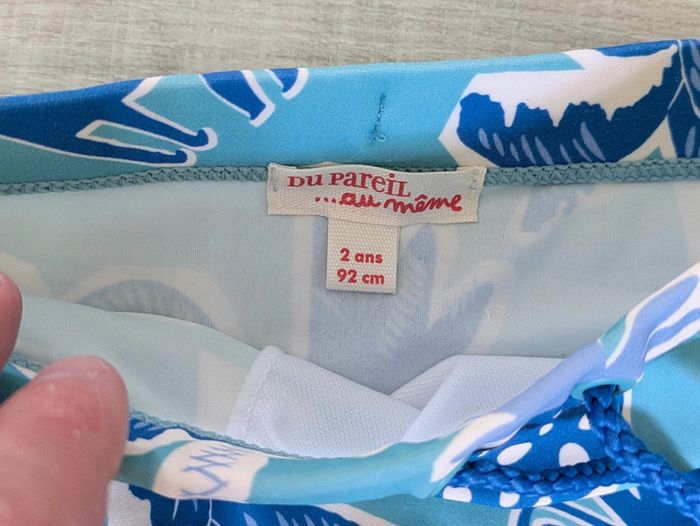 DU PareiL
...au même
2 ans
92 cm